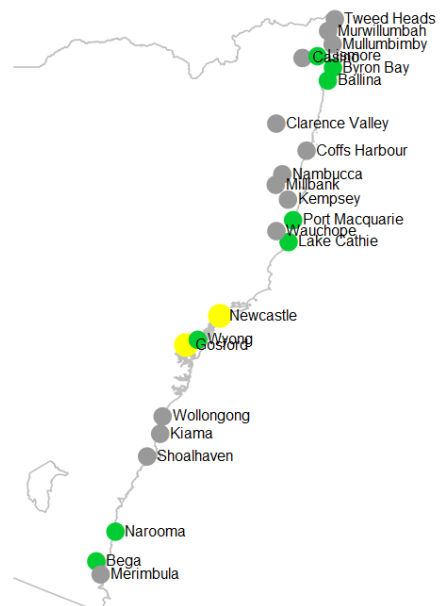 Tweed Heads
Murwillumbah
Mullumbimby
Lismore
Casino
Byron Bay
Ballina
Clarence Valley
Coffs Harbour
Nambucca
Millbank
Kempsey
Port Macquarie
Wauchope
Lake Cathie
Newcastle
Wyong
Gosford
Wollongong
Kiama
Shoalhaven
Narooma
Bega
Merimbula